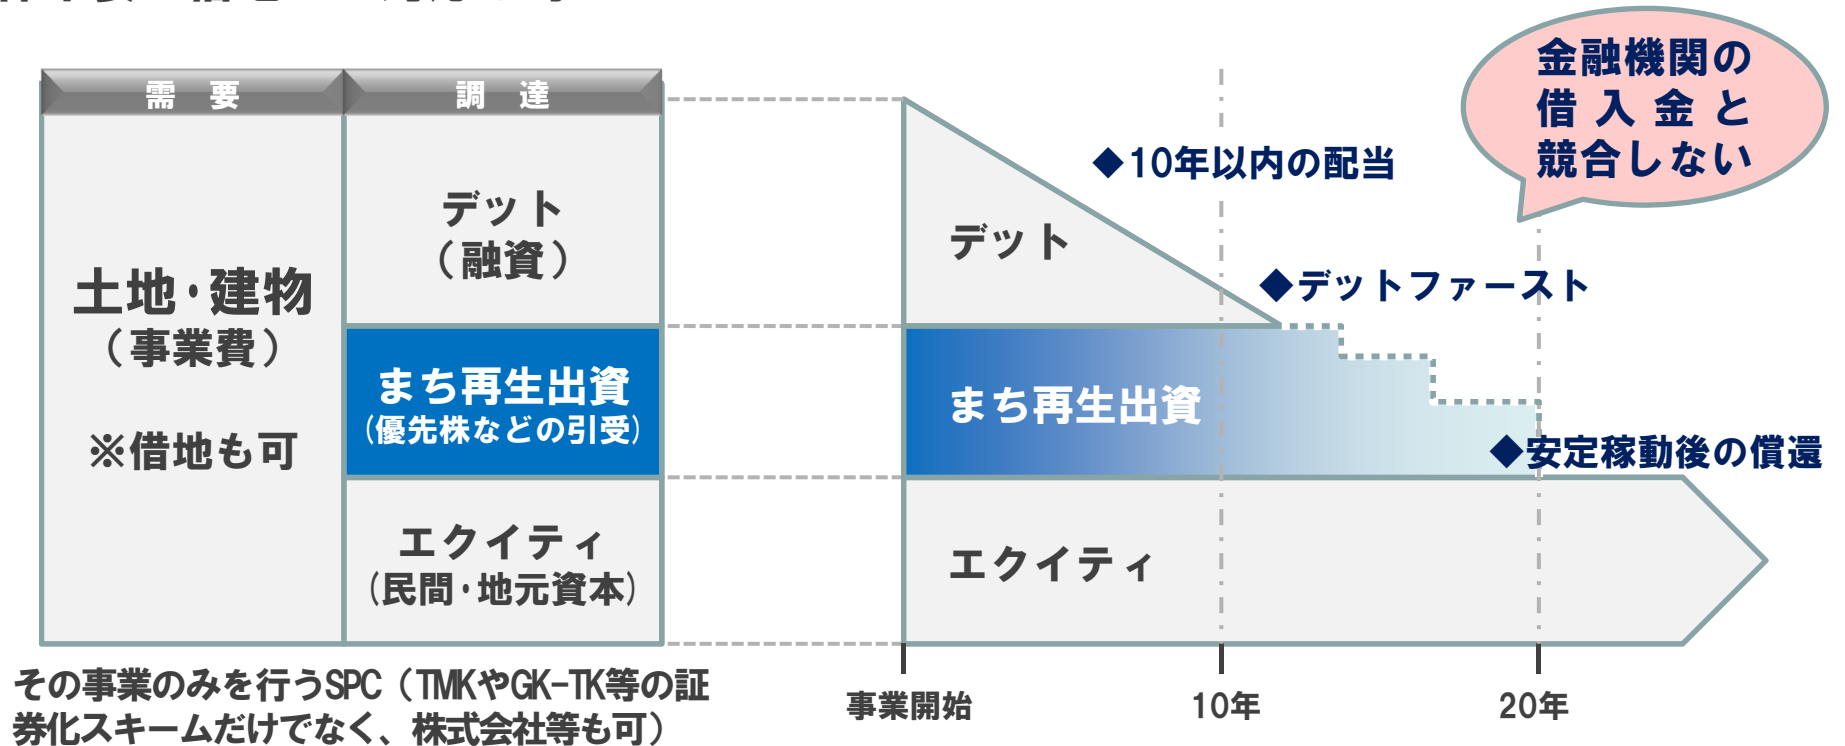 需要
調達
土地・建物
（事業費）
※借地も可
デット
（融資）
まち再生出資
(優先株などの引受)
エクイティ
(民間・地元資本)
その事業のみを行うSPC（TMKやGK-TK等の証
券化スキームだけでなく、株式会社等も可）
デット
まち再生出資
エクイティ
◆10年以内の配当
◆デットファースト
◆安定稼動後の償還
金融機関の
借入金と
競合しない
事業開始
10年
20年